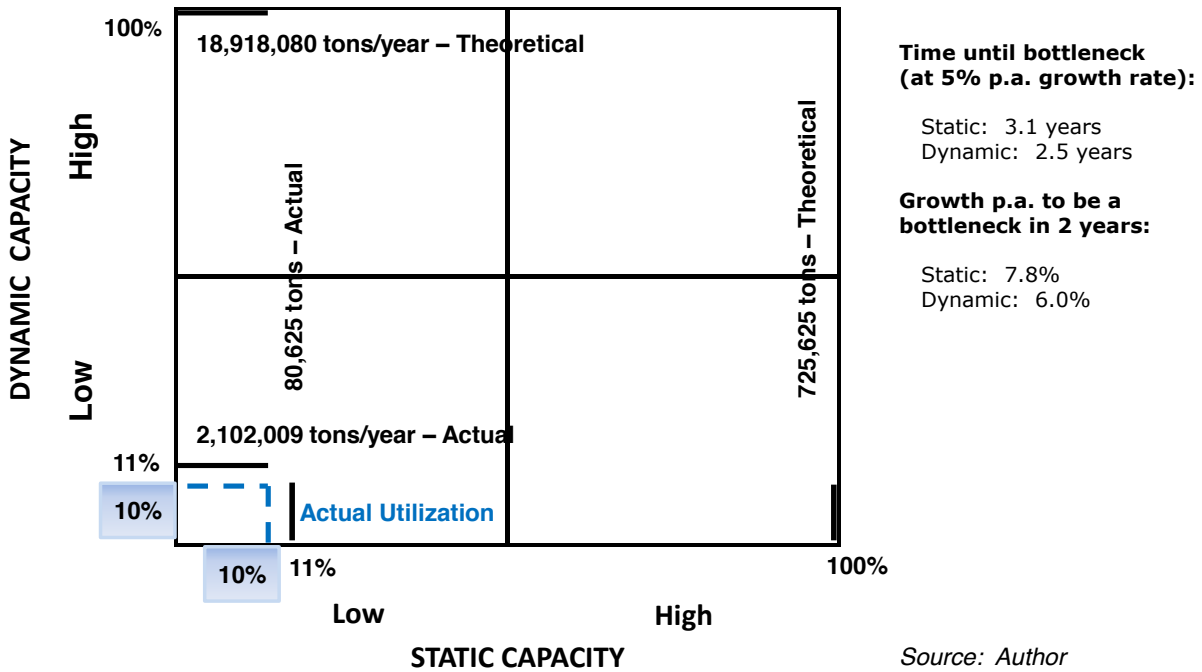 100%
18,918,080 tons/year – Theoretical
DYNAMIC CAPACITY
High
Low
80,625 tons – Actual
725,625 tons – Theoretical
2,102,009 tons/year – Actual
11%
10%
Actual Utilization
10%
11%
100%
Low
High
STATIC CAPACITY
Time until bottleneck
(at 5% p.a. growth rate):
Static: 3.1 years
Dynamic: 2.5 years
Growth p.a. to be a
bottleneck in 2 years:
Static: 7.8%
Dynamic: 6.0%
Source: Author